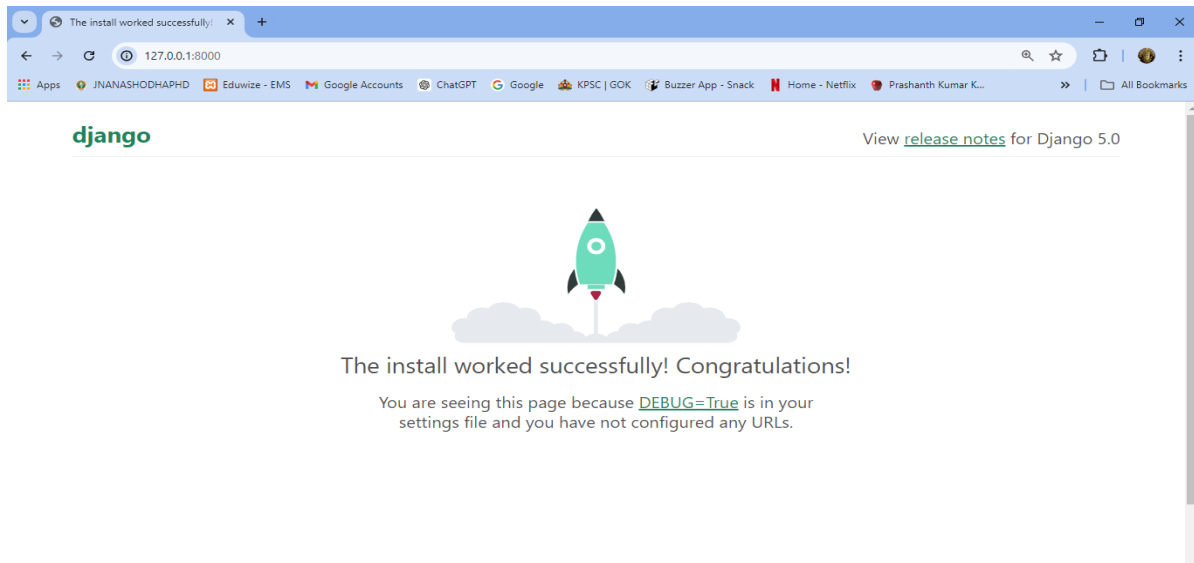 The install worked successfully!
127.0.0.1:8000
Apps JNANASHODHAPHD Eduwize - EMS Google Accounts ChatGPT Google KPSC | GOK Buzzer App - Snack Home - Netflix Prashanth Kumar K... » All Bookmarks
django View release notes for Django 5.0
The install worked successfully! Congratulations!
You are seeing this page because DEBUG=True is in your
settings file and you have not configured any URLs.